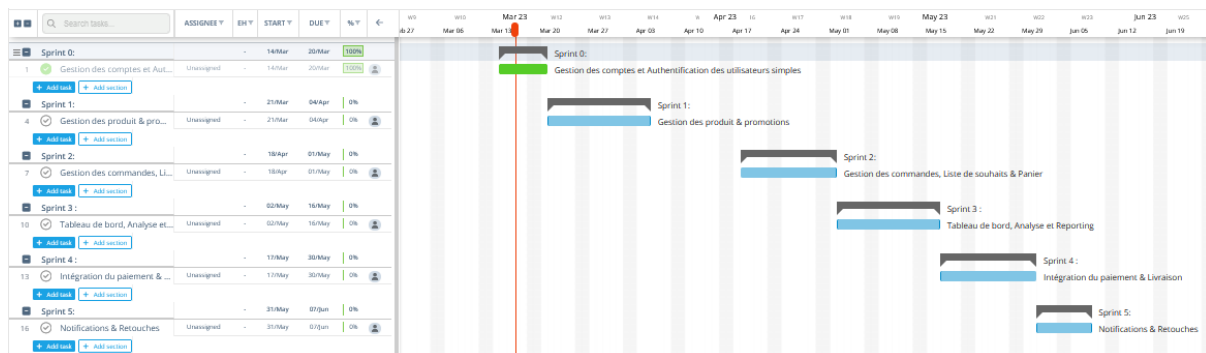 Mar 23 Apr 23 May 23 Jun 23
W9 W10 W12 W13 W14 W W16 W17 W18 W19 W21 W22 W23 W25
Search tasks... ASSIGNEE EH START DUE %
b 27 Mar 06 Mar 13 Mar 20 Mar 27 Apr 03 Apr 10 Apr 17 Apr 24 May 01 May 08 May 15 May 22 May 29 Jun 05 Jun 12 Jun 19
Sprint 0: - 14/Mar 20/Mar 100% Sprint 0:
1 Gestion des comptes et Aut... Unassigned - 14/Mar 20/Mar 100% Gestion des comptes et Authentification des utilisateurs simples
+ Add task + Add section
Sprint 1: - 21/Mar 04/Apr 0% Sprint 1:
4 Gestion des produit & pro... Unassigned - 21/Mar 04/Apr 0% Gestion des produit & promotions
+ Add task + Add section
Sprint 2: - 18/Apr 01/May 0% Sprint 2:
7 Gestion des commandes, Li... Unassigned - 18/Apr 01/May 0% Gestion des commandes, Liste de souhaits & Panier
+ Add task + Add section
Sprint 3 : - 02/May 16/May 0% Sprint 3 :
10 Tableau de bord, Analyse et... Unassigned - 02/May 16/May 0% Tableau de bord, Analyse et Reporting
+ Add task + Add section
Sprint 4 : - 17/May 30/May 0% Sprint 4 :
13 Intégration du paiement & ... Unassigned - 17/May 30/May 0% Intégration du paiement & Livraison
+ Add task + Add section
Sprint 5: - 31/May 07/Jun 0% Sprint 5:
16 Notifications & Retouches Unassigned - 31/May 07/Jun 0% Notifications & Retouches
+ Add task + Add section